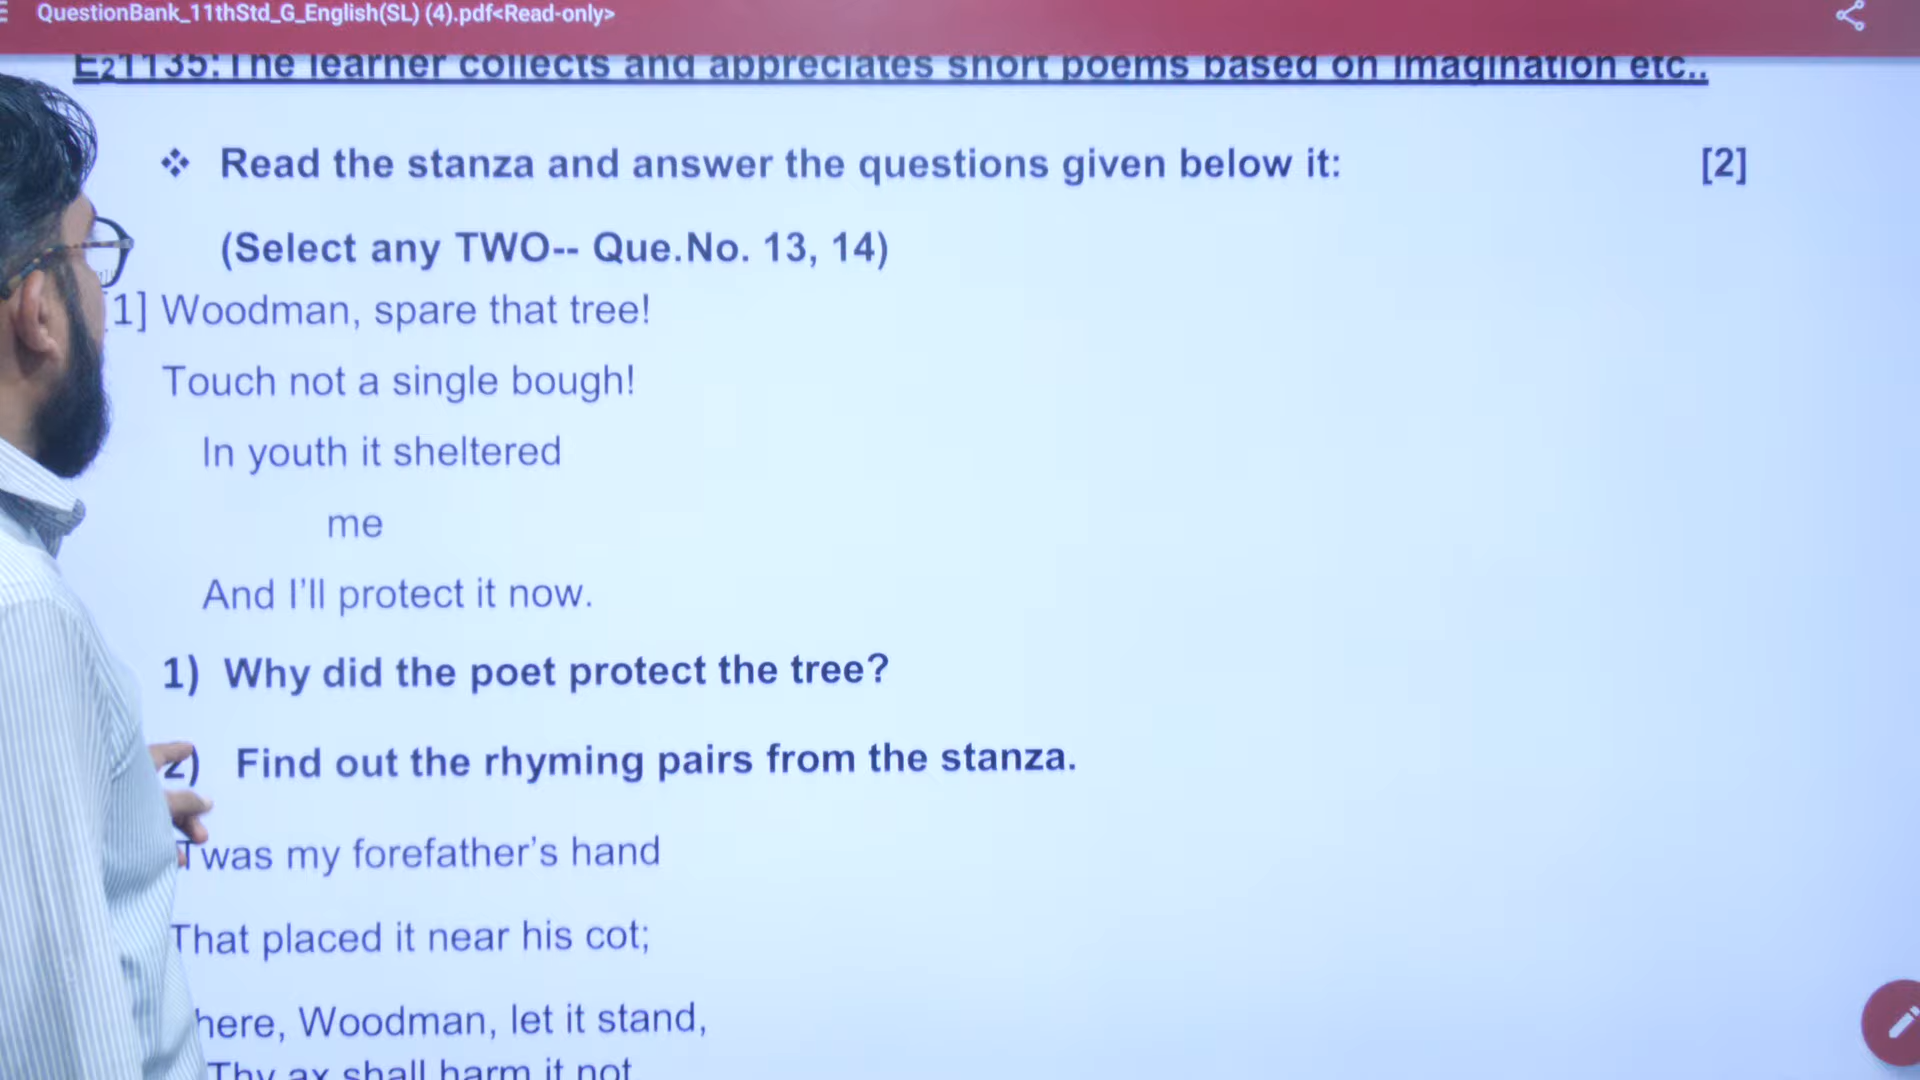 QuestionBank_11thStd_G_English(SL) (4).pdf<Read-only>
E21135: The learner collects and appreciates short poems based on imagination etc..
❖ Read the stanza and answer the questions given below it: [2]
(Select any TWO-- Que.No. 13, 14)
[1] Woodman, spare that tree!
Touch not a single bough!
In youth it sheltered
me
And I'll protect it now.
1) Why did the poet protect the tree?
2) Find out the rhyming pairs from the stanza.
Twas my forefather's hand
That placed it near his cot;
here, Woodman, let it stand,
Thy ax shall harm it not